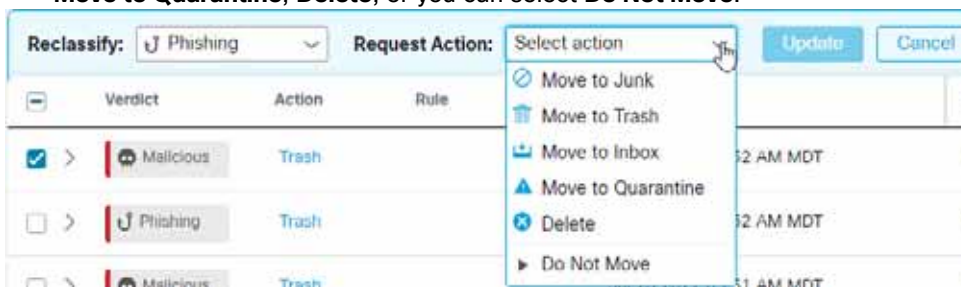 Move to Quarantine, Delete, or you can select Do Not Move.
Reclassify: Phishing Request Action: Select action Update Cancel
Verdict Action Rule
Move to Junk
Move to Trash
Malicious Trash Move to Inbox 52 AM MDT
Move to Quarantine
Phishing Trash Delete 52 AM MDT
Do Not Move
Malicious Trash 51 AM MDT